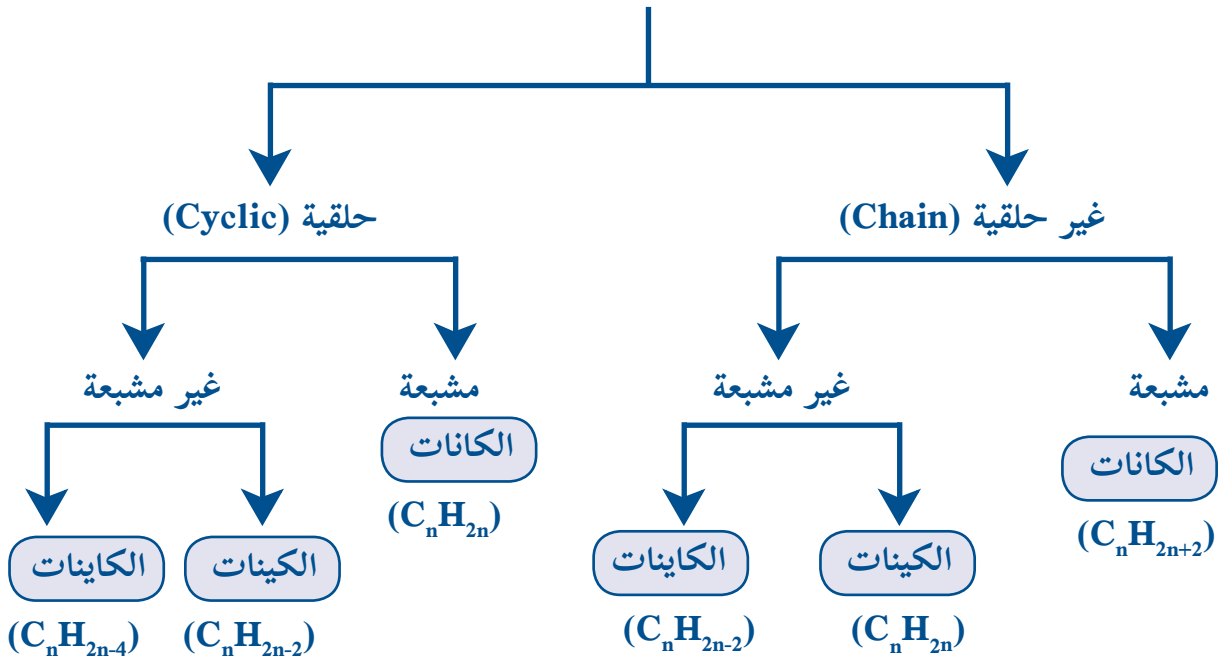 غير حلقية (Chain)
حلقية (Cyclic)
مشبعة
غير مشبعة
مشبعة
غير مشبعة
الكانات
(CₙH₂ₙ₊₂)
الكينات
(CₙH₂ₙ)
الكاينات
(CₙH₂ₙ₋₂)
الكانات
(CₙH₂ₙ)
الكينات
(CₙH₂ₙ₋₂)
الكاينات
(CₙH₂ₙ₋₄)